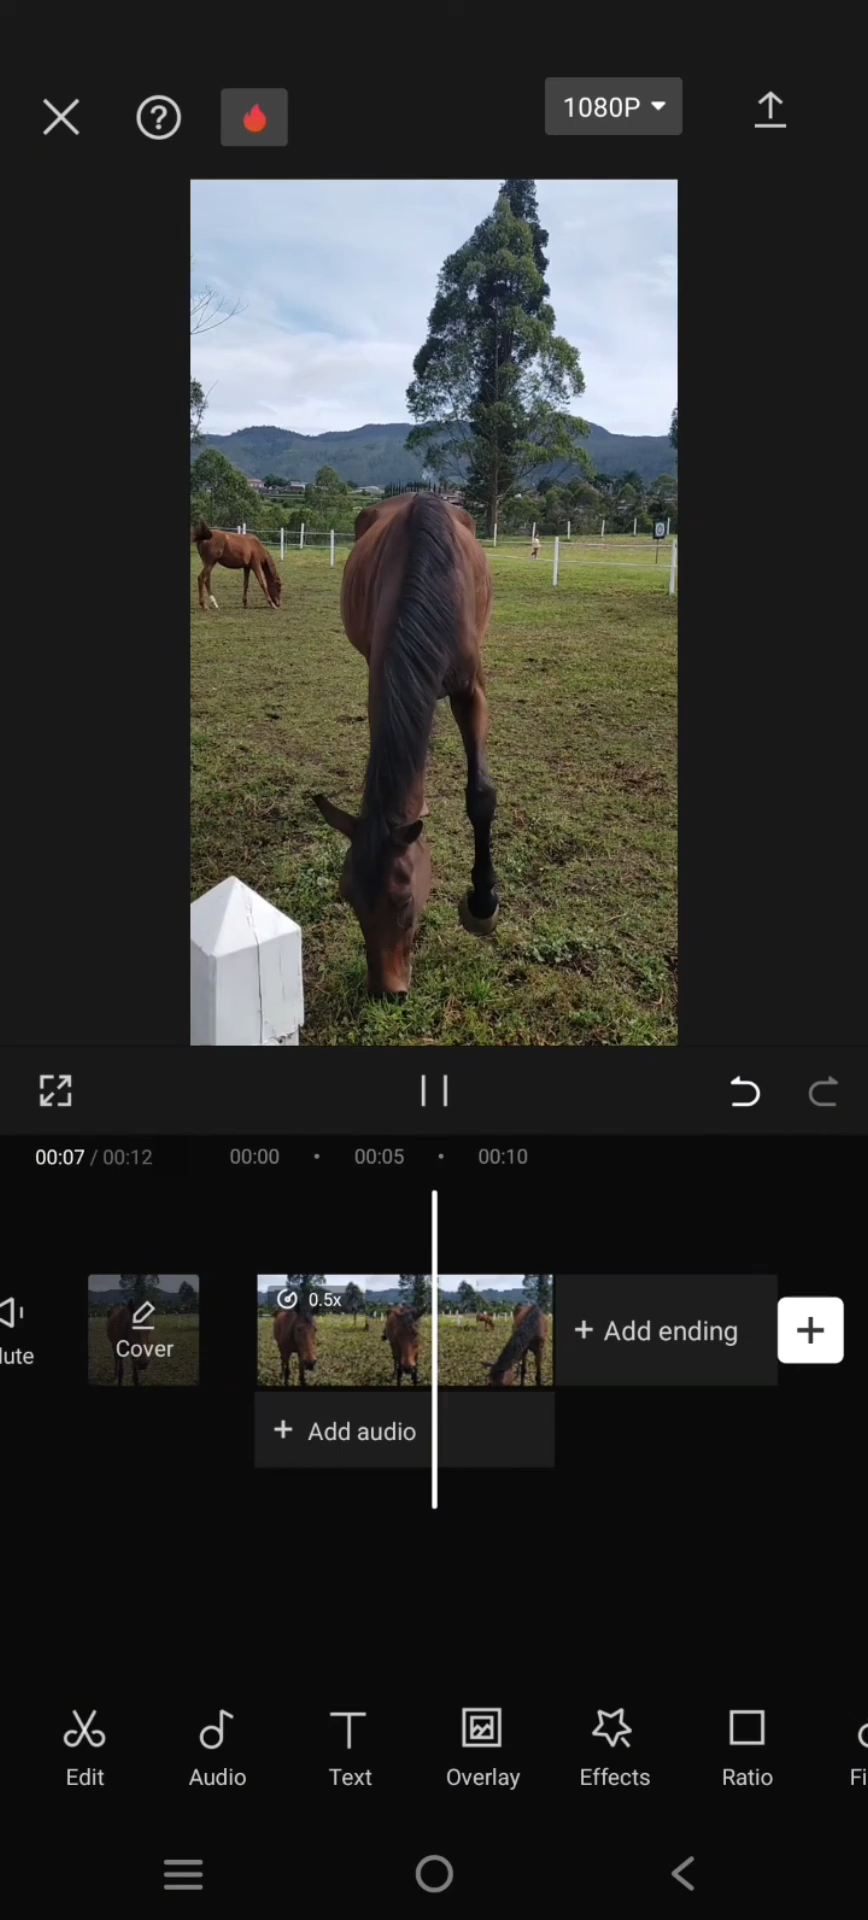 1080P
00:07 / 00:12
00:00
00:05
00:10
lute
Cover
0.5x
+ Add ending
+ Add audio
Edit
Audio
Text
Overlay
Effects
Ratio
Fi